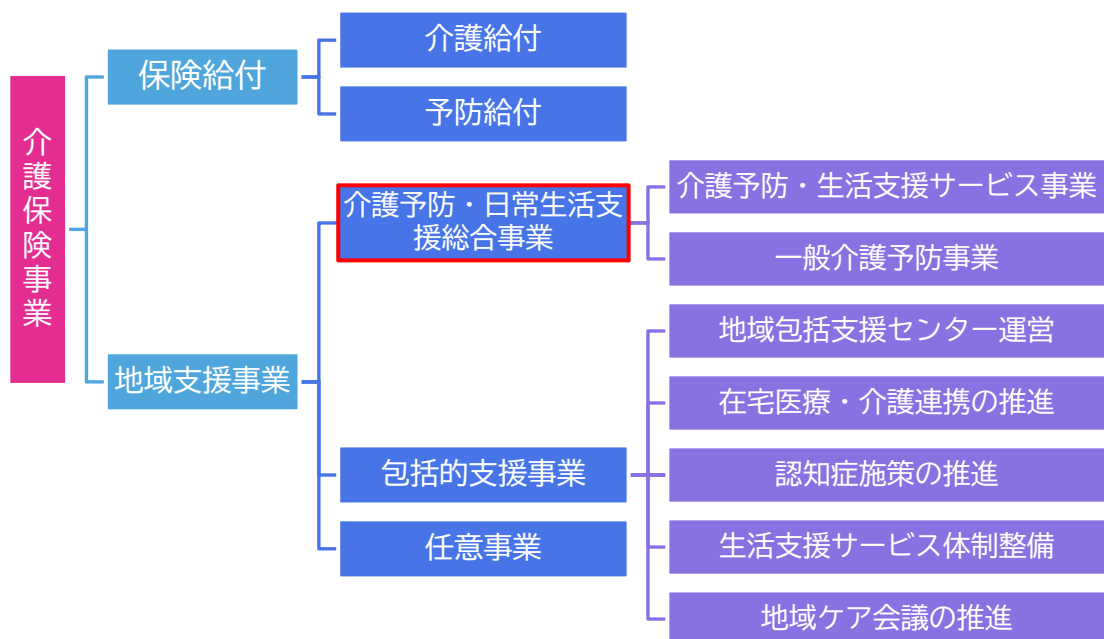 介護保険事業
保険給付
介護給付
予防給付
地域支援事業
介護予防・日常生活支
援総合事業
介護予防・生活支援サービス事業
一般介護予防事業
包括的支援事業
地域包括支援センター運営
在宅医療・介護連携の推進
認知症施策の推進
生活支援サービス体制整備
地域ケア会議の推進
任意事業